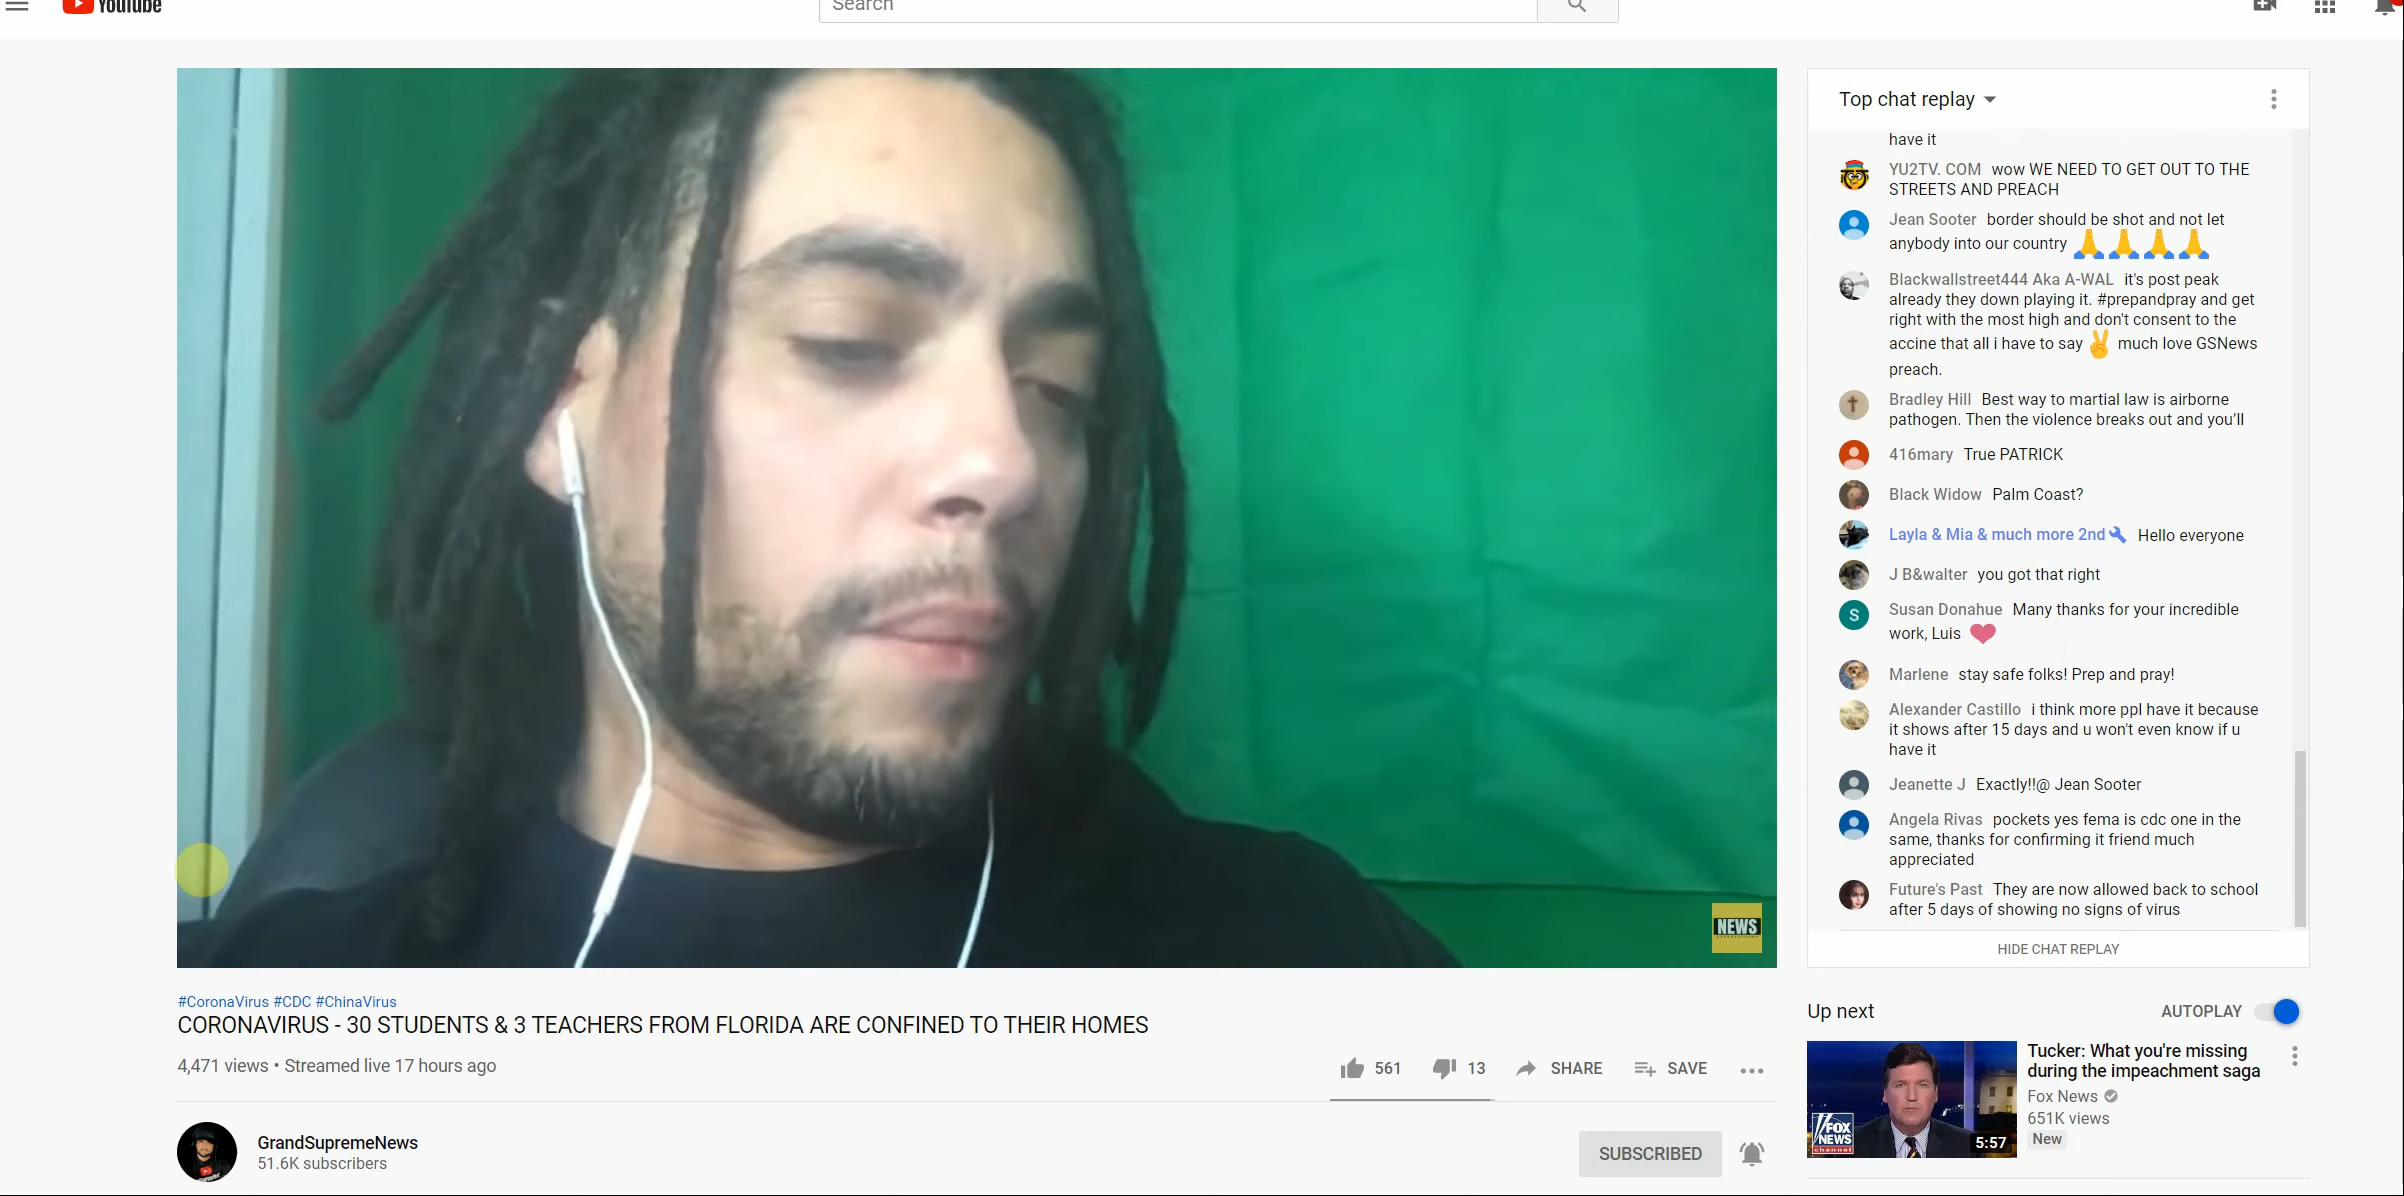 YouTube
Search
Top chat replay
have it
YU2TV. COM wow WE NEED TO GET OUT TO THE
STREETS AND PREACH
Jean Sooter border should be shot and not let
anybody into our country 🙏🙏🙏🙏
Blackwallstreet444 Aka A-WAL it's post peak
already they down playing it. #prepandpray and get
right with the most high and don't consent to the
accine that all i have to say ✌ much love GSNews
preach.
Bradley Hill Best way to martial law is airborne
pathogen. Then the violence breaks out and you’ll
416mary True PATRICK
Black Widow Palm Coast?
Layla & Mia & much more 2nd Hello everyone
J B&walter you got that right
S
Susan Donahue Many thanks for your incredible
work, Luis ❤
Marlene stay safe folks! Prep and pray!
Alexander Castillo i think more ppl have it because
it shows after 15 days and u won't even know if u
have it
Jeanette J Exactly!!@ Jean Sooter
Angela Rivas pockets yes fema is cdc one in the
same, thanks for confirming it friend much
appreciated
Future's Past They are now allowed back to school
after 5 days of showing no signs of virus
HIDE CHAT REPLAY
NEWS
#CoronaVirus #CDC #ChinaVirus
CORONAVIRUS - 30 STUDENTS & 3 TEACHERS FROM FLORIDA ARE CONFINED TO THEIR HOMES
4,471 views • Streamed live 17 hours ago
561
13
SHARE
SAVE
GrandSupremeNews
51.6K subscribers
SUBSCRIBED
Up next
AUTOPLAY
FOX
NEWS
channel
5:57
Tucker: What you're missing
during the impeachment saga
Fox News
651K views
New